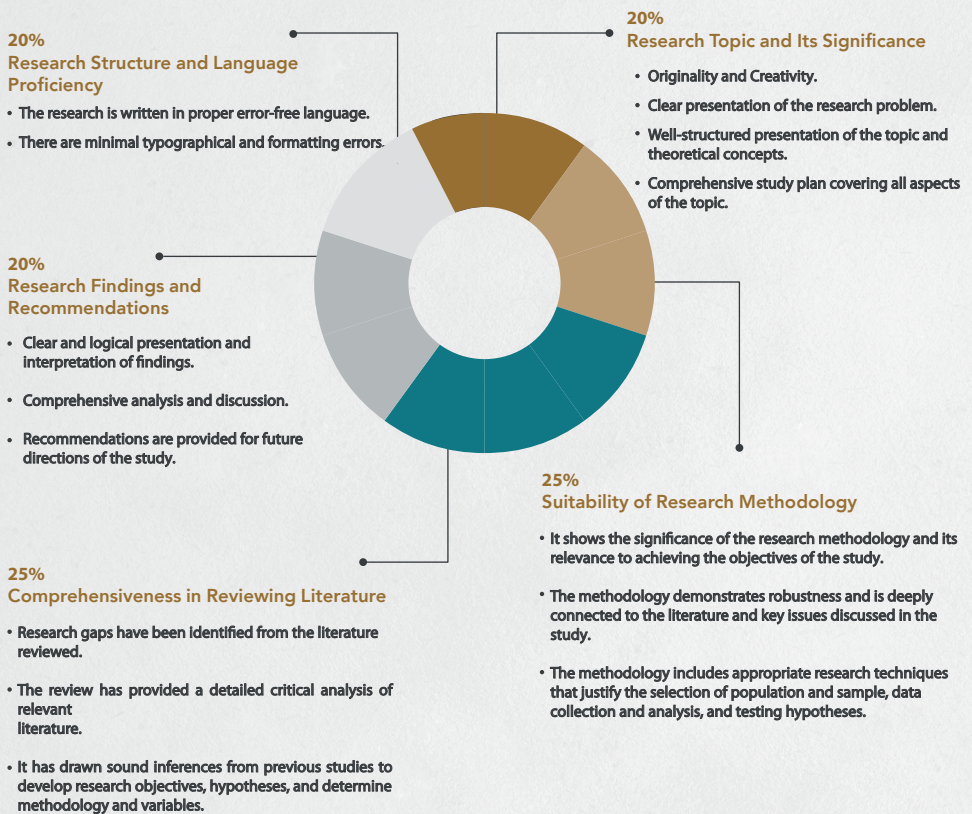 20%
Research Structure and Language
Proficiency
• The research is written in proper error-free language.
• There are minimal typographical and formatting errors.
20%
Research Topic and Its Significance
• Originality and Creativity.
• Clear presentation of the research problem.
• Well-structured presentation of the topic and
theoretical concepts.
• Comprehensive study plan covering all aspects
of the topic.
20%
Research Findings and
Recommendations
• Clear and logical presentation and
interpretation of findings.
• Comprehensive analysis and discussion.
• Recommendations are provided for future
directions of the study.
25%
Suitability of Research Methodology
• It shows the significance of the research methodology and its
relevance to achieving the objectives of the study.
• The methodology demonstrates robustness and is deeply
connected to the literature and key issues discussed in the
study.
• The methodology includes appropriate research techniques
that justify the selection of population and sample, data
collection and analysis, and testing hypotheses.
25%
Comprehensiveness in Reviewing Literature
• Research gaps have been identified from the literature
reviewed.
• The review has provided a detailed critical analysis of
relevant
literature.
• It has drawn sound inferences from previous studies to
develop research objectives, hypotheses, and determine
methodology and variables.